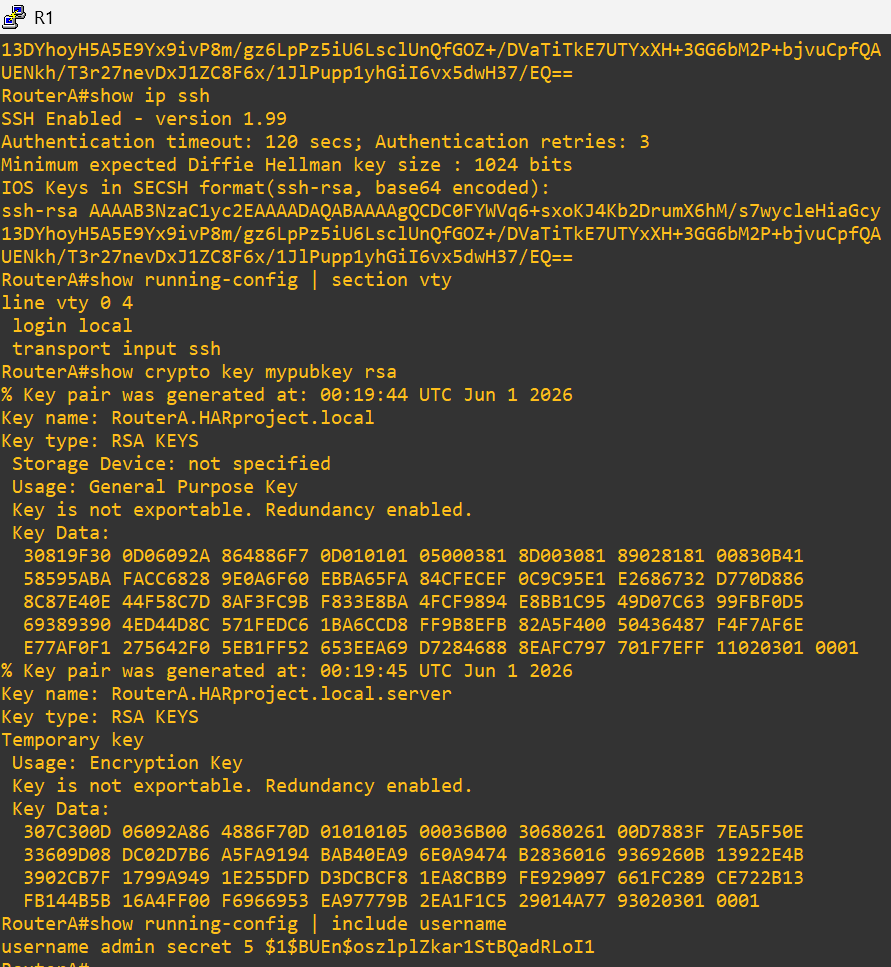 R1
13DYhoyH5A5E9Yx9ivP8m/gz6LpPz5iU6LsclUnQfGOZ+/DVaTiTkE7UTYxXH+3GG6bM2P+bjvuCpfQA
UENkh/T3r27nevDxJ1ZC8F6x/1JlPupp1yhGiI6vx5dwH37/EQ==
RouterA#show ip ssh
SSH Enabled - version 1.99
Authentication timeout: 120 secs; Authentication retries: 3
Minimum expected Diffie Hellman key size : 1024 bits
IOS Keys in SECSH format(ssh-rsa, base64 encoded):
ssh-rsa AAAAB3NzaC1yc2EAAAADAQABAAAAgQCDC0FYWVq6+sxoKJ4Kb2DrumX6hM/s7wycleHiaGcy
13DYhoyH5A5E9Yx9ivP8m/gz6LpPz5iU6LsclUnQfGOZ+/DVaTiTkE7UTYxXH+3GG6bM2P+bjvuCpfQA
UENkh/T3r27nevDxJ1ZC8F6x/1JlPupp1yhGiI6vx5dwH37/EQ==
RouterA#show running-config | section vty
line vty 0 4
 login local
 transport input ssh
RouterA#show crypto key mypubkey rsa
% Key pair was generated at: 00:19:44 UTC Jun 1 2026
Key name: RouterA.HARproject.local
Key type: RSA KEYS
 Storage Device: not specified
 Usage: General Purpose Key
 Key is not exportable. Redundancy enabled.
 Key Data:
  30819F30 0D06092A 864886F7 0D010101 05000381 8D003081 89028181 00830B41
  58595ABA FACC6828 9E0A6F60 EBBA65FA 84CFECEF 0C9C95E1 E2686732 D770D886
  8C87E40E 44F58C7D 8AF3FC9B F833E8BA 4FCF9894 E8BB1C95 49D07C63 99FBF0D5
  69389390 4ED44D8C 571FEDC6 1BA6CCD8 FF9B8EFB 82A5F400 50436487 F4F7AF6E
  E77AF0F1 275642F0 5EB1FF52 653EEA69 D7284688 8EAFC797 701F7EFF 11020301 0001
% Key pair was generated at: 00:19:45 UTC Jun 1 2026
Key name: RouterA.HARproject.local.server
Key type: RSA KEYS
Temporary key
 Usage: Encryption Key
 Key is not exportable. Redundancy enabled.
 Key Data:
  307C300D 06092A86 4886F70D 01010105 00036B00 30680261 00D7883F 7EA5F50E
  33609D08 DC02D7B6 A5FA9194 BAB40EA9 6E0A9474 B2836016 9369260B 13922E4B
  3902CB7F 1799A949 1E255DFD D3DCBCF8 1EA8CBB9 FE929097 661FC289 CE722B13
  FB144B5B 16A4FF00 F6966953 EA97779B 2EA1F1C5 29014A77 93020301 0001
RouterA#show running-config | include username
username admin secret 5 $1$BUEn$oszlplZkar1StBQadRLoI1
RouterA#